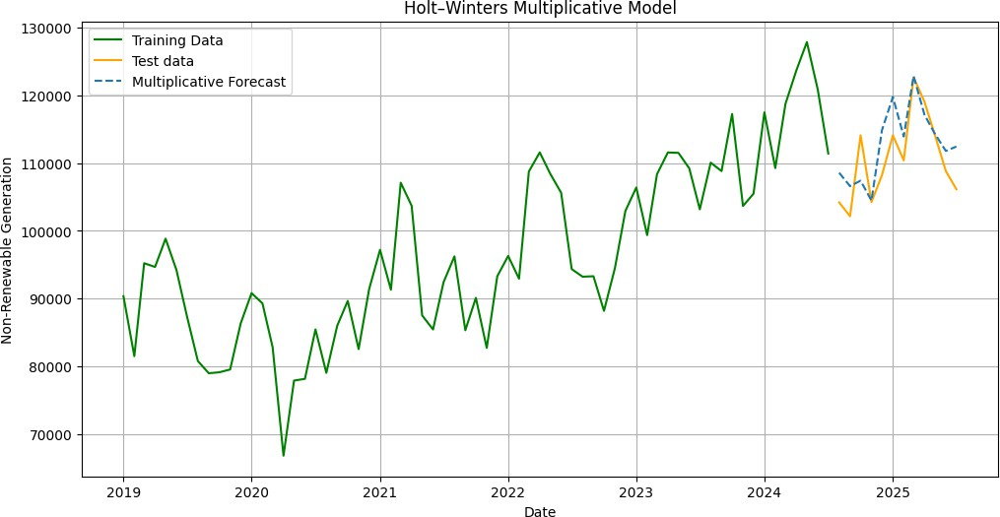 Holt–Winters Multiplicative Model
Training Data
Test data
Multiplicative Forecast
Non-Renewable Generation
130000
120000
110000
100000
90000
80000
70000
2019 2020 2021 2022 2023 2024 2025
Date